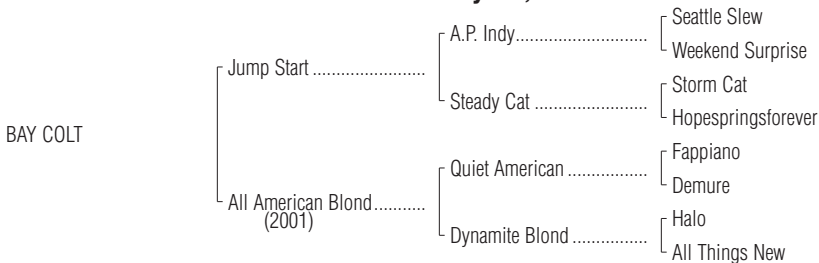 Seattle Slew
A.P. Indy
Weekend Surprise
Jump Start
Storm Cat
Steady Cat
Hopespringsforever
BAY COLT
Fappiano
Quiet American
Demure
All American Blond
(2001)
Halo
Dynamite Blond
All Things New